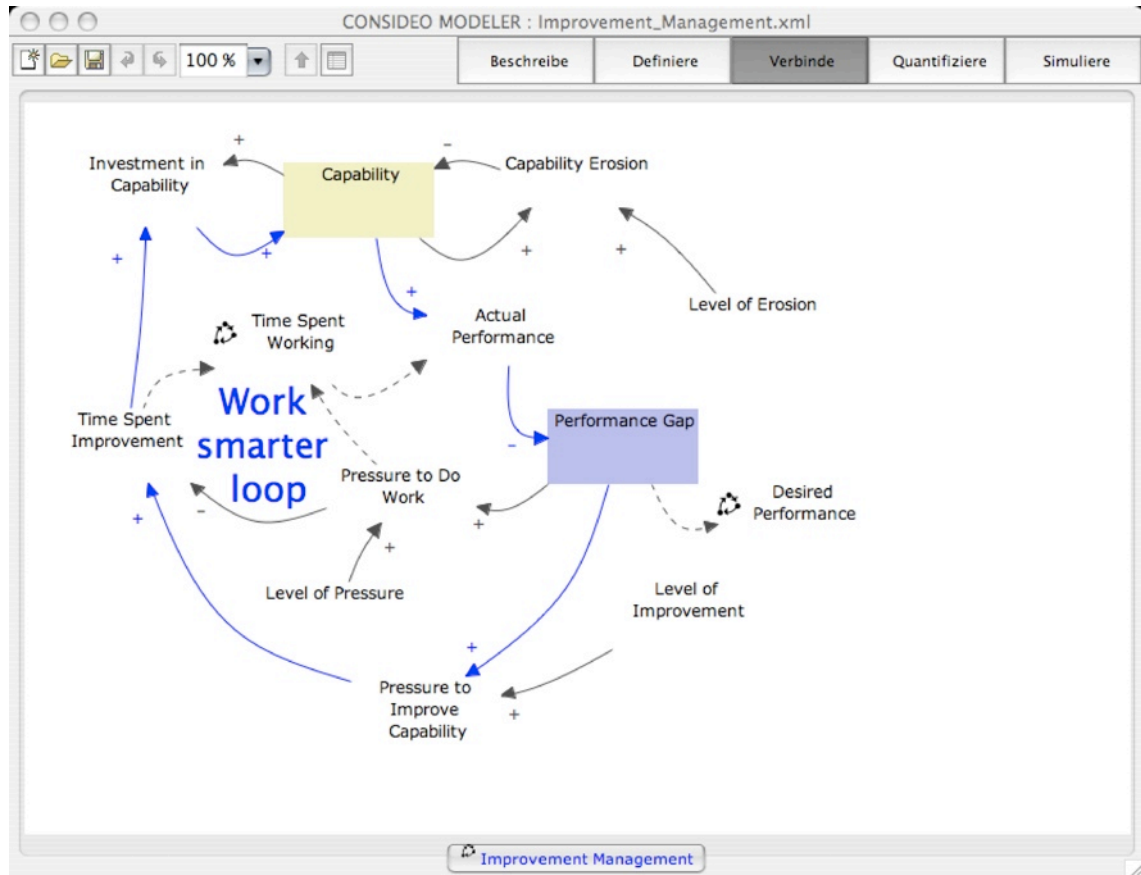 CONSIDEO MODELER : Improvement_Management.xml
100 %
Beschreibe
Definiere
Verbinde
Quantifiziere
Simuliere
+
-
Investment in
Capability
Capability
Capability Erosion
+
+
+
+
Level of Erosion
+
Time Spent
Working
Actual
Performance
Work
smarter
loop
Time Spent
Improvement
Performance Gap
-
Pressure to Do
Work
Desired
Performance
+
-
+
+
Level of Pressure
Level of
Improvement
+
Pressure to
Improve
Capability
+
Improvement Management